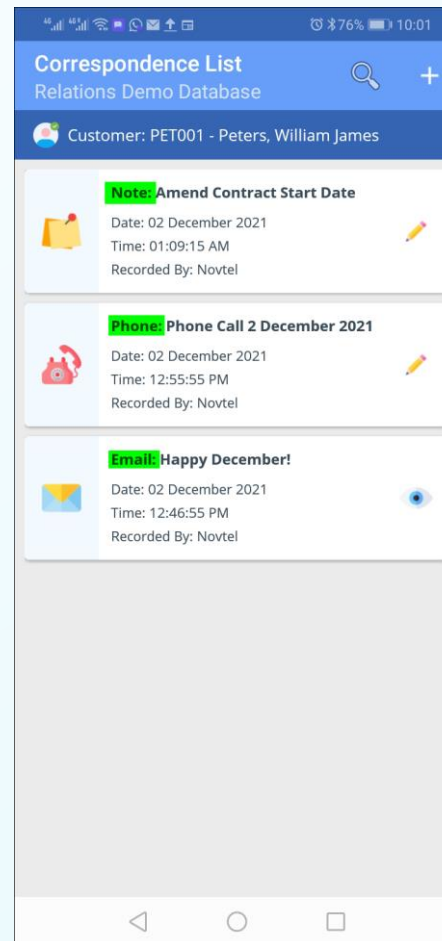 76% 10:01
Correspondence List
Relations Demo Database
Customer: PET001 - Peters, William James
Note: Amend Contract Start Date
Date: 02 December 2021
Time: 01:09:15 AM
Recorded By: Novtel
Phone: Phone Call 2 December 2021
Date: 02 December 2021
Time: 12:55:55 PM
Recorded By: Novtel
Email: Happy December!
Date: 02 December 2021
Time: 12:46:55 PM
Recorded By: Novtel